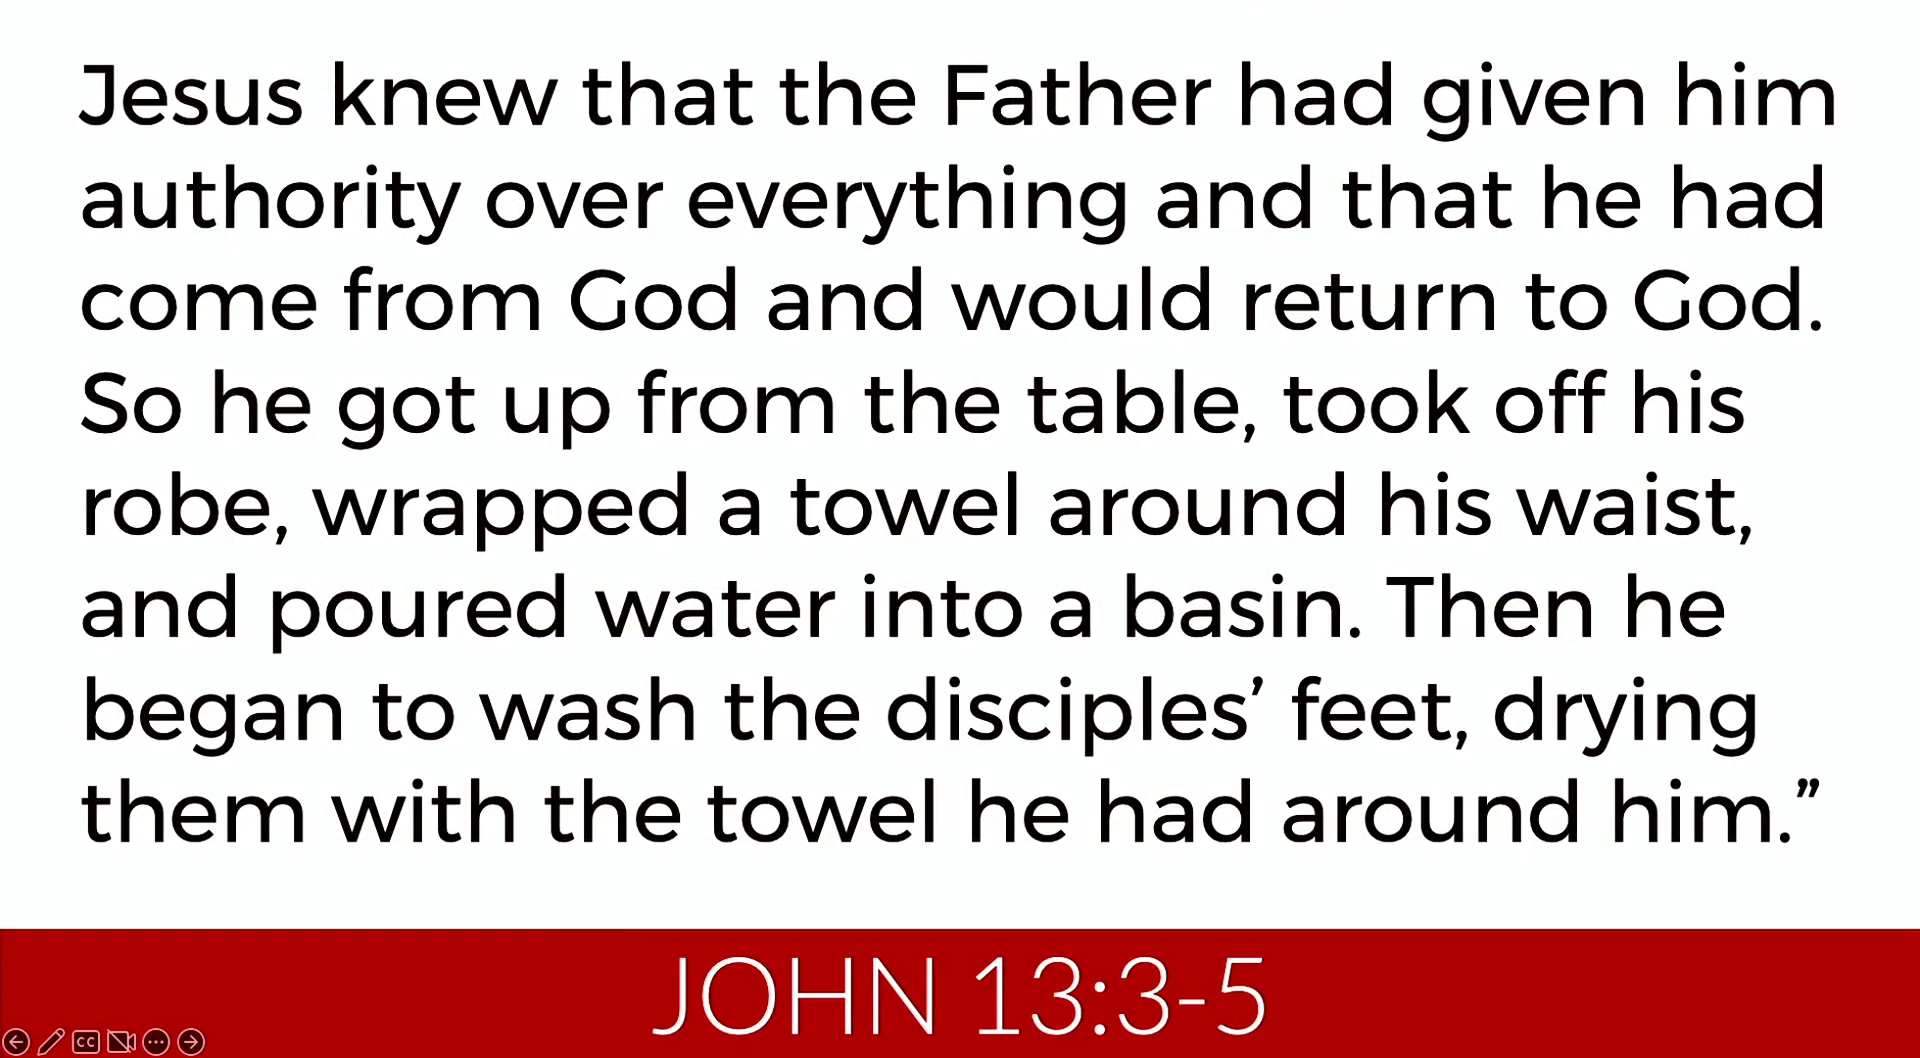 Jesus knew that the Father had given him
authority over everything and that he had
come from God and would return to God.
So he got up from the table, took off his
robe, wrapped a towel around his waist,
and poured water into a basin. Then he
began to wash the disciples’ feet, drying
them with the towel he had around him.”
JOHN 13:3-5
CC